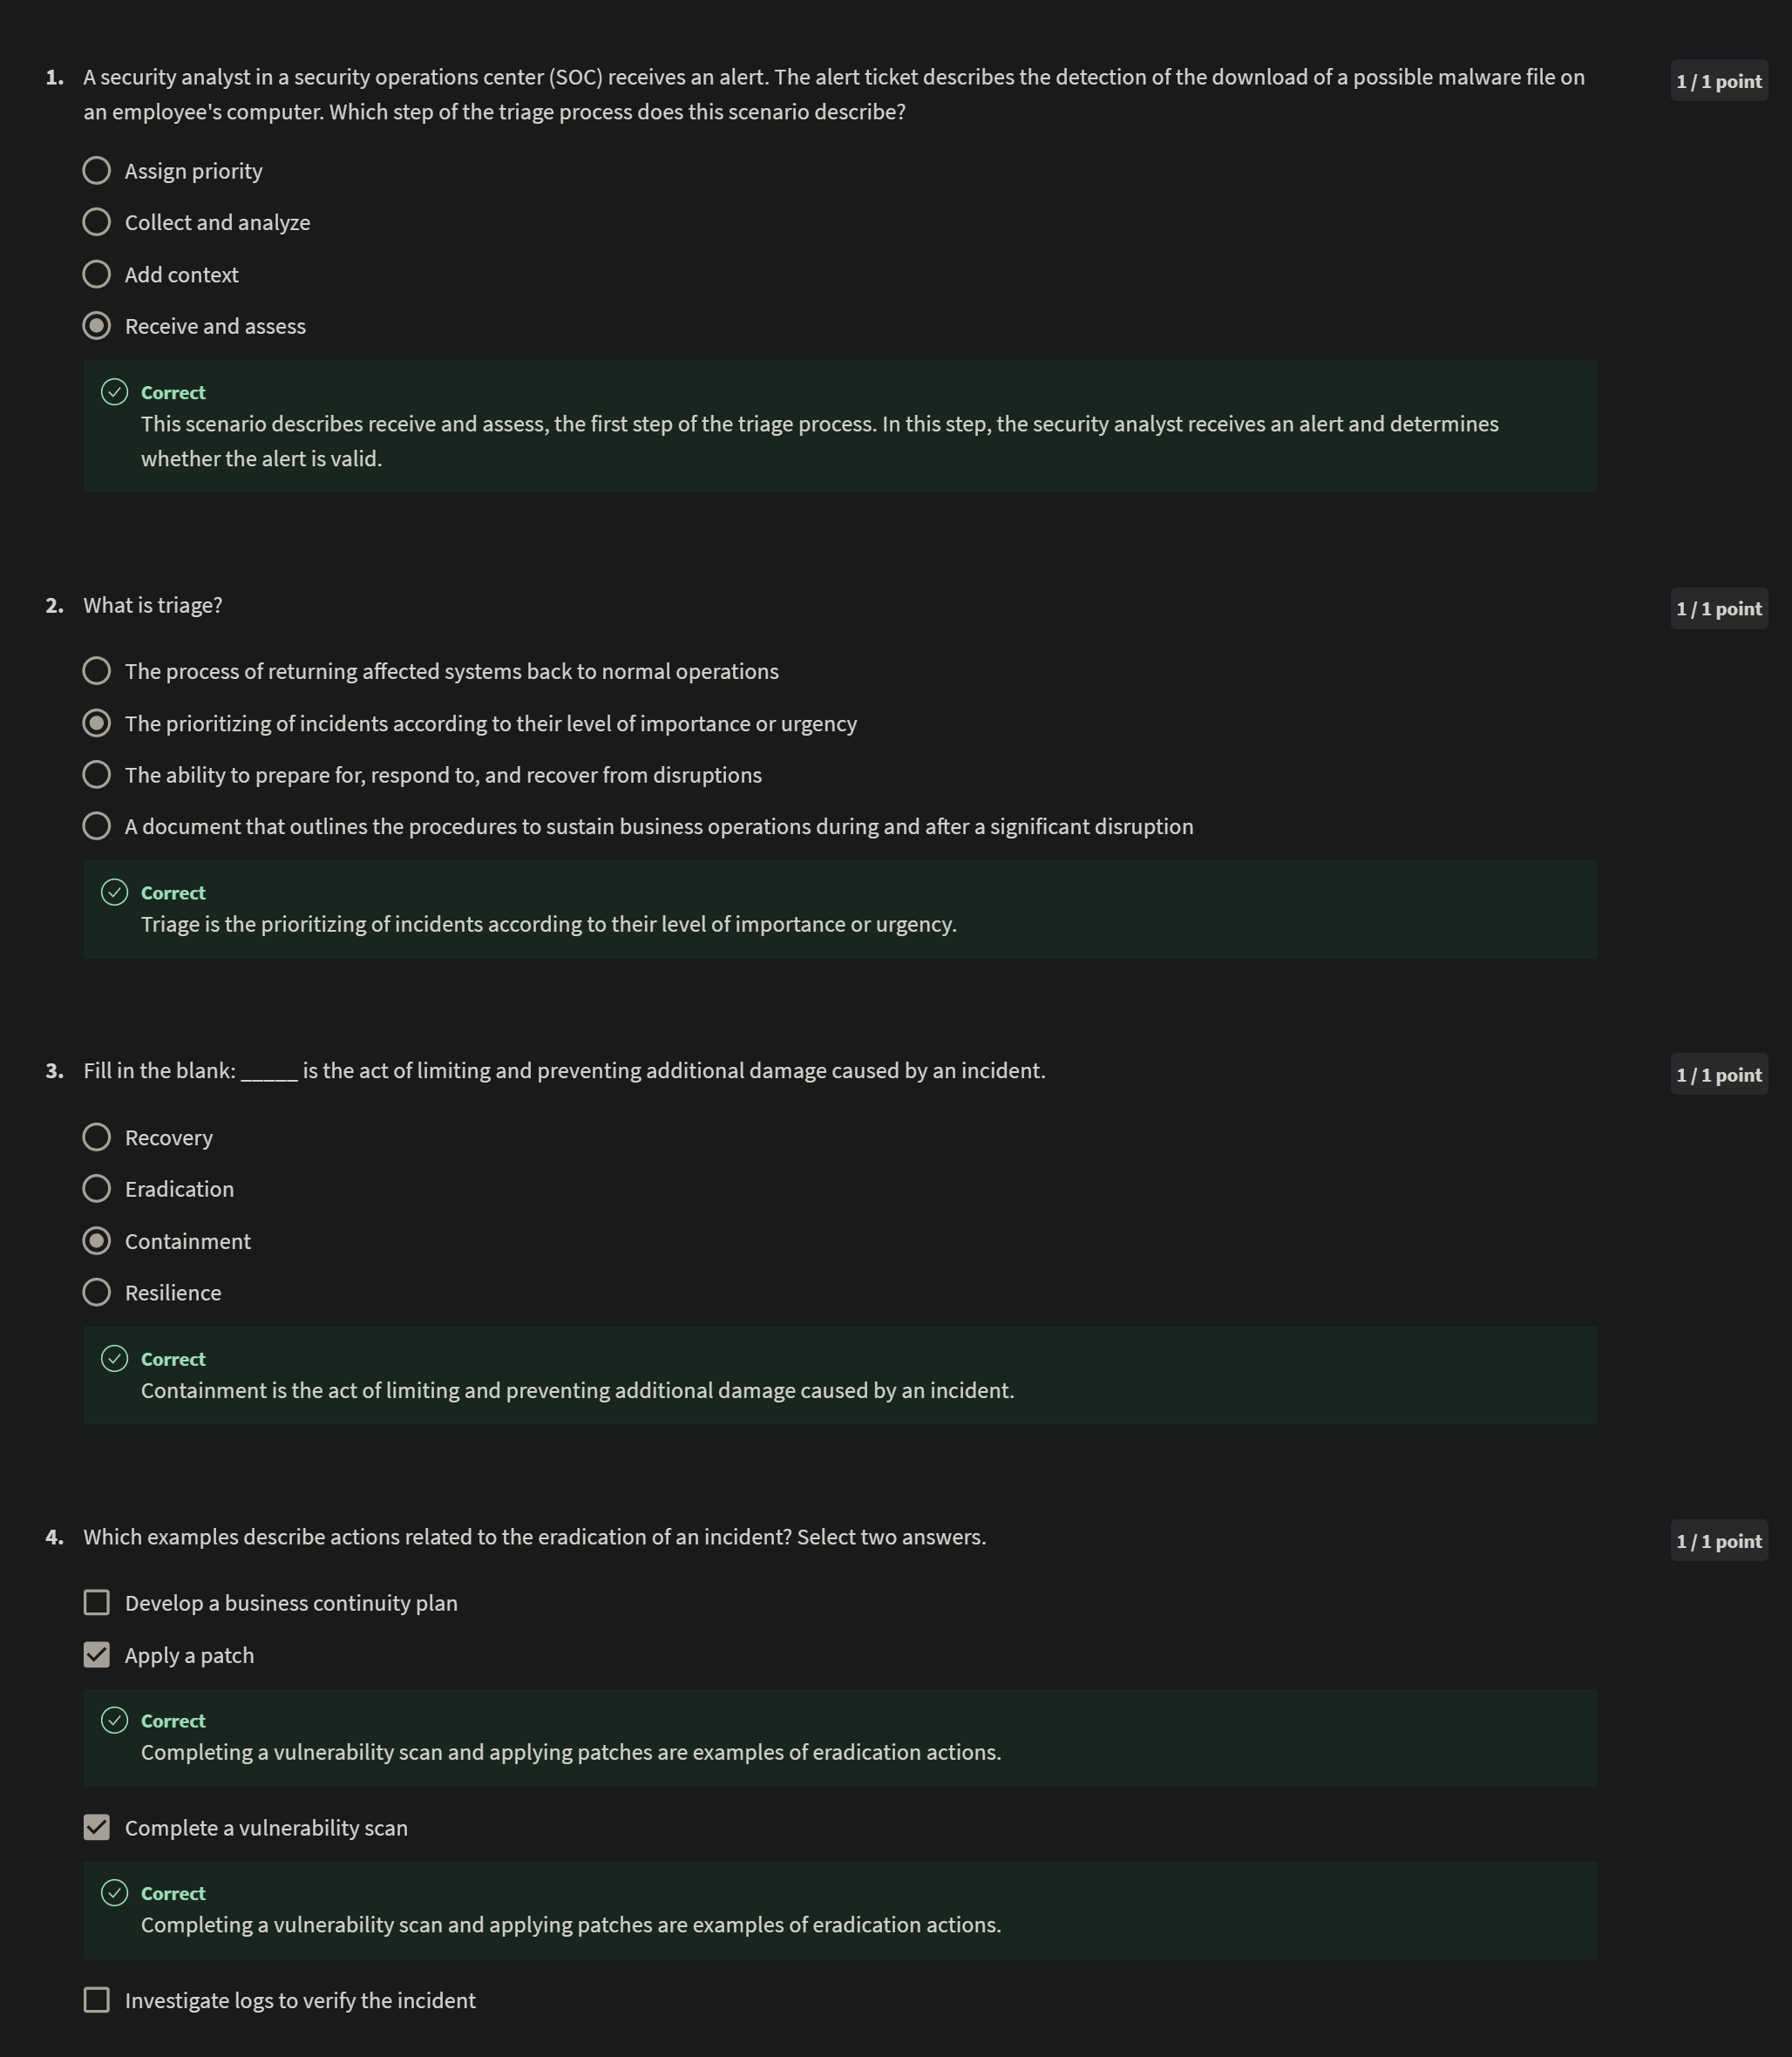 1. A security analyst in a security operations center (SOC) receives an alert. The alert ticket describes the detection of the download of a possible malware file on
an employee's computer. Which step of the triage process does this scenario describe?
1 / 1 point
Assign priority
Collect and analyze
Add context
Receive and assess
Correct
This scenario describes receive and assess, the first step of the triage process. In this step, the security analyst receives an alert and determines
whether the alert is valid.
2. What is triage?
1 / 1 point
The process of returning affected systems back to normal operations
The prioritizing of incidents according to their level of importance or urgency
The ability to prepare for, respond to, and recover from disruptions
A document that outlines the procedures to sustain business operations during and after a significant disruption
Correct
Triage is the prioritizing of incidents according to their level of importance or urgency.
3. Fill in the blank: _____ is the act of limiting and preventing additional damage caused by an incident.
1 / 1 point
Recovery
Eradication
Containment
Resilience
Correct
Containment is the act of limiting and preventing additional damage caused by an incident.
4. Which examples describe actions related to the eradication of an incident? Select two answers.
1 / 1 point
Develop a business continuity plan
Apply a patch
Correct
Completing a vulnerability scan and applying patches are examples of eradication actions.
Complete a vulnerability scan
Correct
Completing a vulnerability scan and applying patches are examples of eradication actions.
Investigate logs to verify the incident